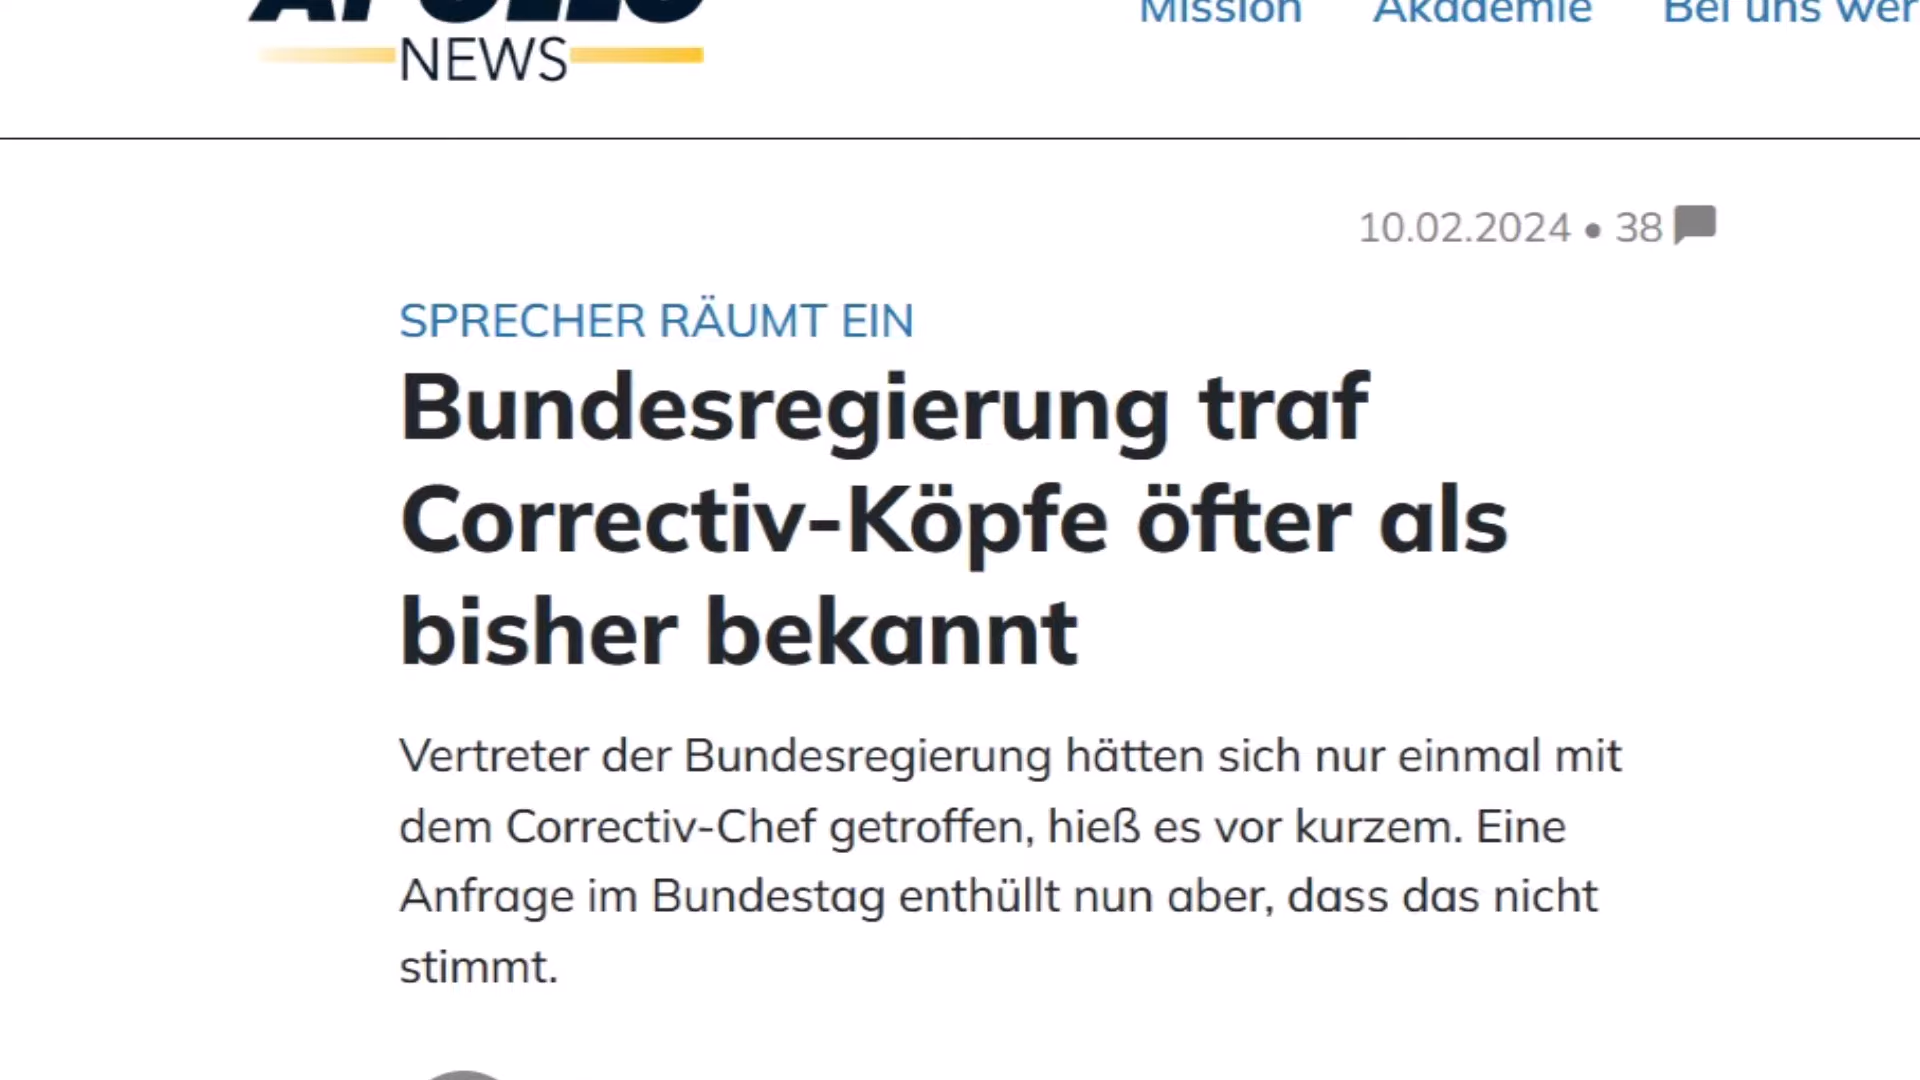 APOLLO
NEWS
Mission Akademie Bei uns wer
10.02.2024 • 38
SPRECHER RÄUMT EIN
Bundesregierung traf
Correctiv-Köpfe öfter als
bisher bekannt
Vertreter der Bundesregierung hätten sich nur einmal mit
dem Correctiv-Chef getroffen, hieß es vor kurzem. Eine
Anfrage im Bundestag enthüllt nun aber, dass das nicht
stimmt.